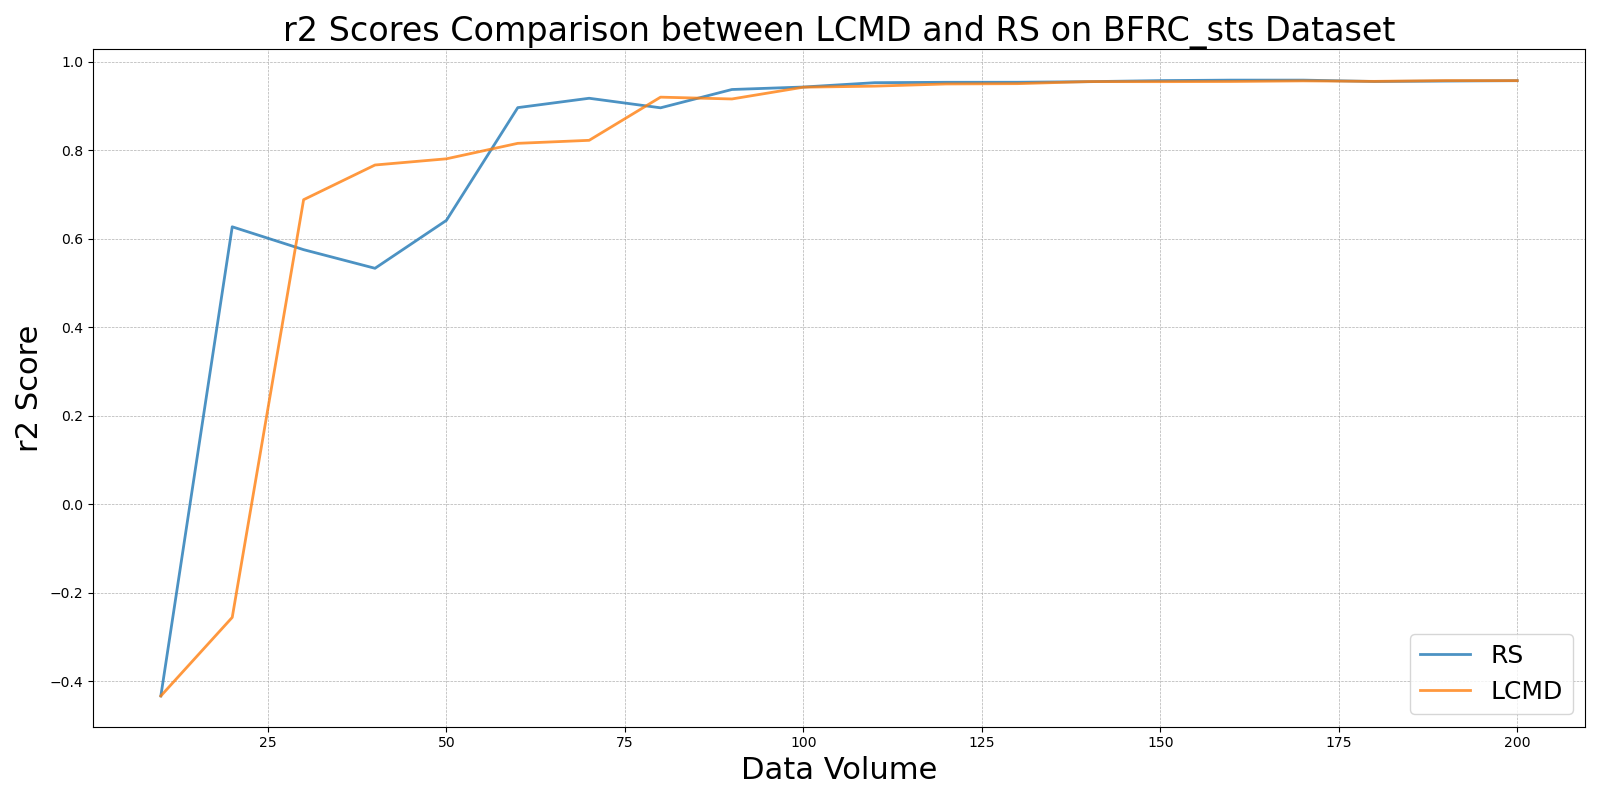 r2 Scores Comparison between LCMD and RS on BFRC_sts Dataset
1.0
0.8
0.6
0.4
0.2
0.0
−0.2
−0.4
r2 Score
25 50 75 100 125 150 175 200
Data Volume
RS
LCMD